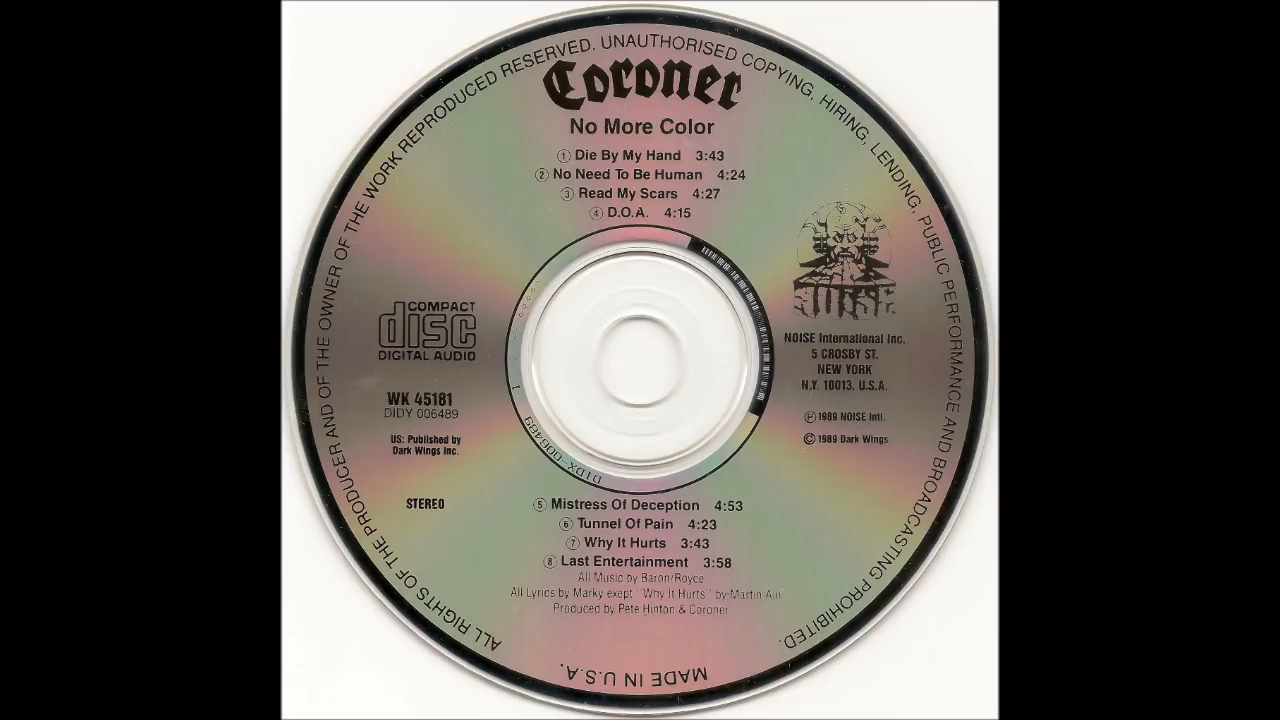 ALL RIGHTS OF THE PRODUCER AND OF THE OWNER OF THE WORK REPRODUCED RESERVED. UNAUTHORISED COPYING, HIRING, LENDING, PUBLIC PERFORMANCE AND BROADCASTING PROHIBITED.
Coroner
No More Color
① Die By My Hand 3:43
② No Need To Be Human 4:24
③ Read My Scars 4:27
④ D.O.A. 4:15
COMPACT
disc
DIGITAL AUDIO
WK 45181
DIDY 006489
US: Published by
Dark Wings Inc.
STEREO
NOISE International Inc.
5 CROSBY ST.
NEW YORK
N.Y. 10013, U.S.A.
Ⓟ 1989 NOISE Intl.
© 1989 Dark Wings
1 DIDX-006489
⑤ Mistress Of Deception 4:53
⑥ Tunnel Of Pain 4:23
⑦ Why It Hurts 3:43
⑧ Last Entertainment 3:58
All Music by Baron/Royce
All Lyrics by Marky exept "Why It Hurts" by Martin Ain
Produced by Pete Hinton & Coroner
MADE IN U.S.A.